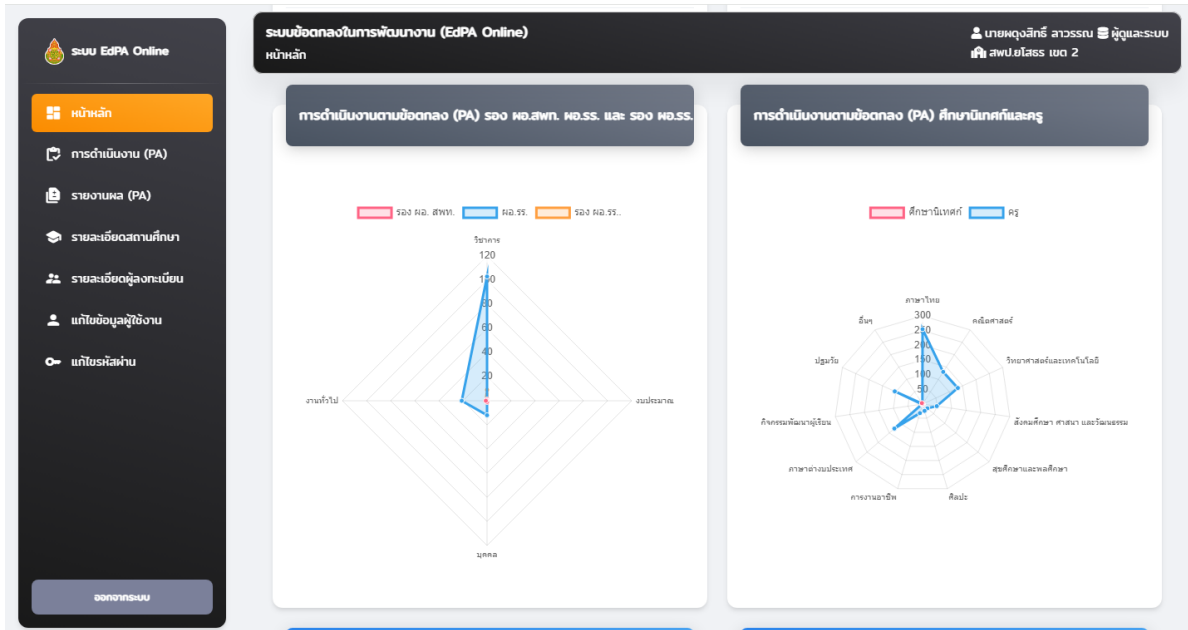 ระบบ EdPA Online
หน้าหลัก
การดำเนินงาน (PA)
รายงานผล (PA)
รายละเอียดสถานศึกษา
รายละเอียดผู้ลงทะเบียน
แก้ไขข้อมูลผู้ใช้งาน
แก้ไขรหัสผ่าน
ออกจากระบบ
ระบบข้อตกลงในการพัฒนางาน (EdPA Online)
หน้าหลัก
นายผดุงสิทธิ์ ลาวรรณ ผู้ดูแลระบบ
สพป.ยโสธร เขต 2
การดำเนินงานตามข้อตกลง (PA) รอง ผอ.สพท. ผอ.รร. และ รอง ผอ.รร.
รอง ผอ. สพท. ผอ.รร. รอง ผอ.รร..
วิชาการ
120
100
80
60
40
20
งานทั่วไป
งบประมาณ
บุคคล
การดำเนินงานตามข้อตกลง (PA) ศึกษานิเทศก์และครู
ศึกษานิเทศก์ ครู
ภาษาไทย
300
250
200
150
100
50
อื่นๆ
คณิตศาสตร์
ปฐมวัย
วิทยาศาสตร์และเทคโนโลยี
กิจกรรมพัฒนาผู้เรียน
สังคมศึกษา ศาสนา และวัฒนธรรม
ภาษาต่างประเทศ
สุขศึกษาและพลศึกษา
การงานอาชีพ
ศิลปะ